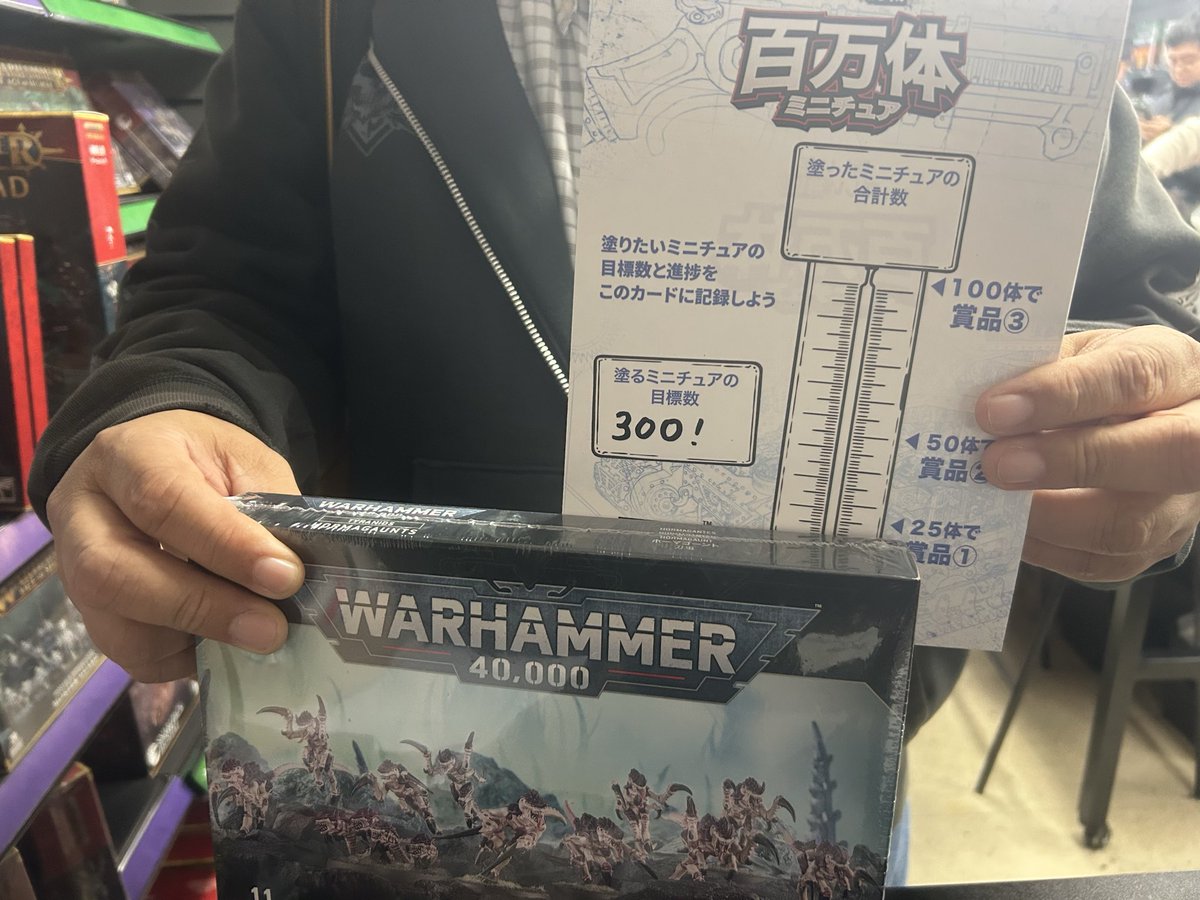 百万体
ミニチュア
塗ったミニチュアの
合計数
塗りたいミニチュアの
目標数と進捗を
このカードに記録しよう
◀100体で
賞品③
塗るミニチュアの
目標数
300!
◀50体で
賞品②
◀25体で
賞品①
WARHAMMER
TYRANIDS
HORMAGAUNTS
WARHAMMER
40,000
11
AD